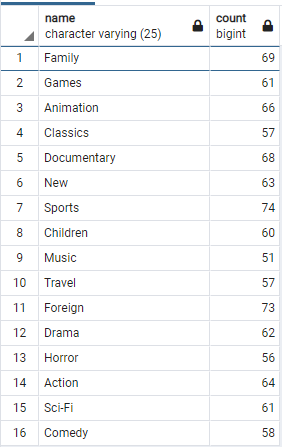 name count
character varying (25) bigint
1 Family 69
2 Games 61
3 Animation 66
4 Classics 57
5 Documentary 68
6 New 63
7 Sports 74
8 Children 60
9 Music 51
10 Travel 57
11 Foreign 73
12 Drama 62
13 Horror 56
14 Action 64
15 Sci-Fi 61
16 Comedy 58